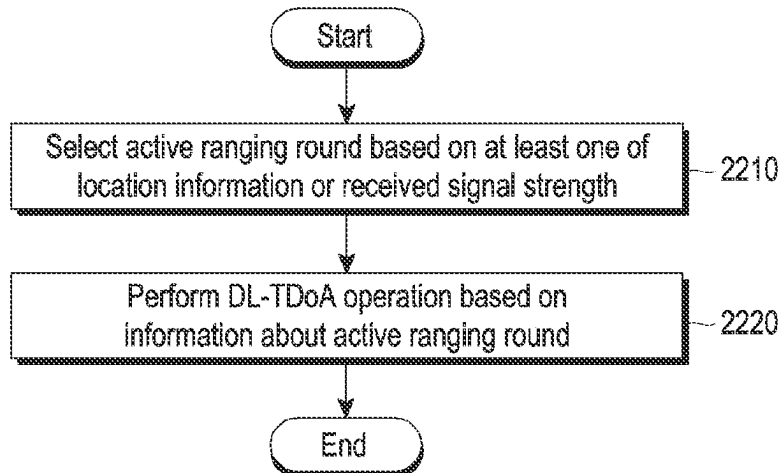 Start
Select active ranging round based on at least one of
location information or received signal strength
2210
Perform DL-TDoA operation based on
information about active ranging round
2220
End